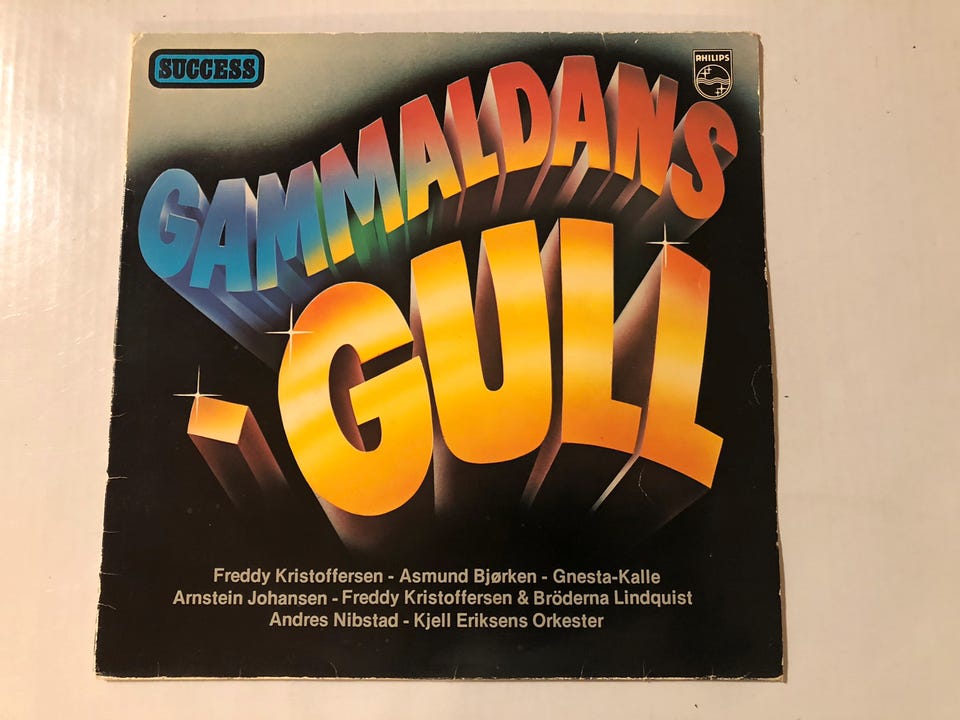 SUCCESS
PHILIPS
GAMMALDANS
-GULL
Freddy Kristoffersen - Asmund Bjørken - Gnesta-Kalle
Arnstein Johansen - Freddy Kristoffersen & Bröderna Lindquist
Andres Nibstad - Kjell Eriksens Orkester